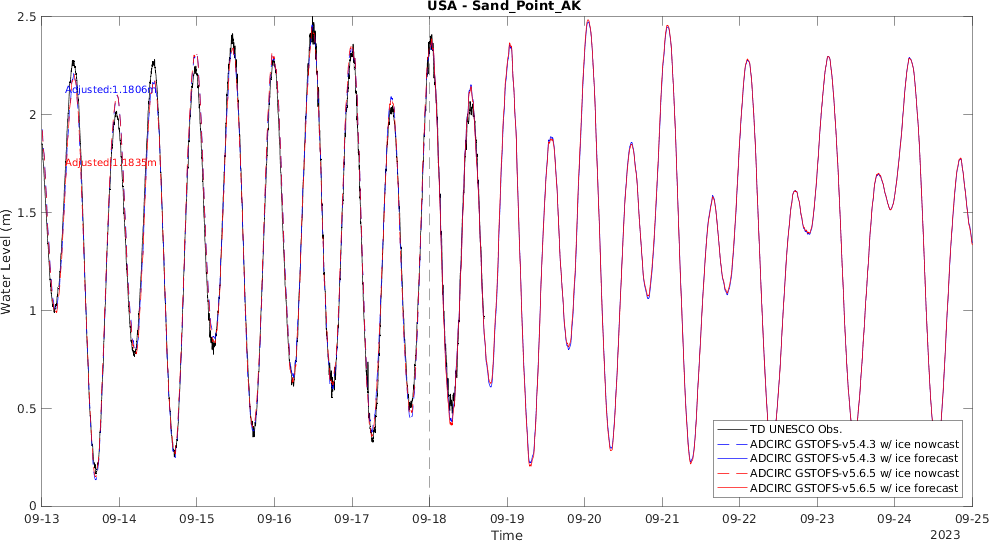 USA - Sand_Point_AK
2.5
2
1.5
1
0.5
0
Water Level (m)
Adjusted:1.1806m
Adjusted:1.1835m
TD UNESCO Obs.
ADCIRC GSTOFS-v5.4.3 w/ ice nowcast
ADCIRC GSTOFS-v5.4.3 w/ ice forecast
ADCIRC GSTOFS-v5.6.5 w/ ice nowcast
ADCIRC GSTOFS-v5.6.5 w/ ice forecast
09-13 09-14 09-15 09-16 09-17 09-18 09-19 09-20 09-21 09-22 09-23 09-24 09-25
Time
2023